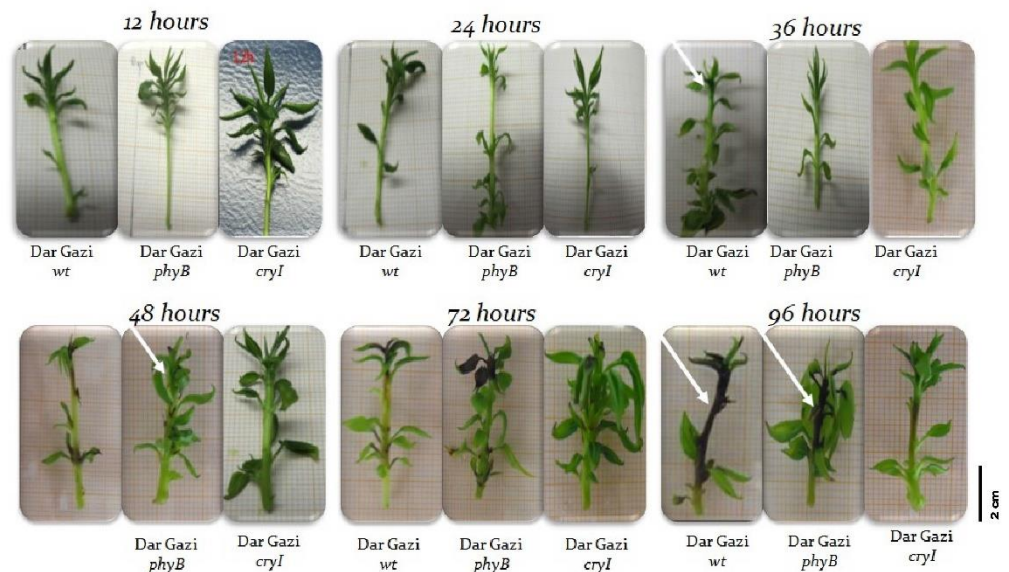 12 hours
24 hours
36 hours
12h
Dar Gazi
wt
Dar Gazi
phyB
Dar Gazi
cryI
Dar Gazi
wt
Dar Gazi
phyB
Dar Gazi
cryI
Dar Gazi
wt
Dar Gazi
phyB
Dar Gazi
cryI
48 hours
72 hours
96 hours
2 cm
Dar Gazi
phyB
Dar Gazi
cryI
Dar Gazi
wt
Dar Gazi
phyB
Dar Gazi
cryI
Dar Gazi
wt
Dar Gazi
phyB
Dar Gazi
cryI